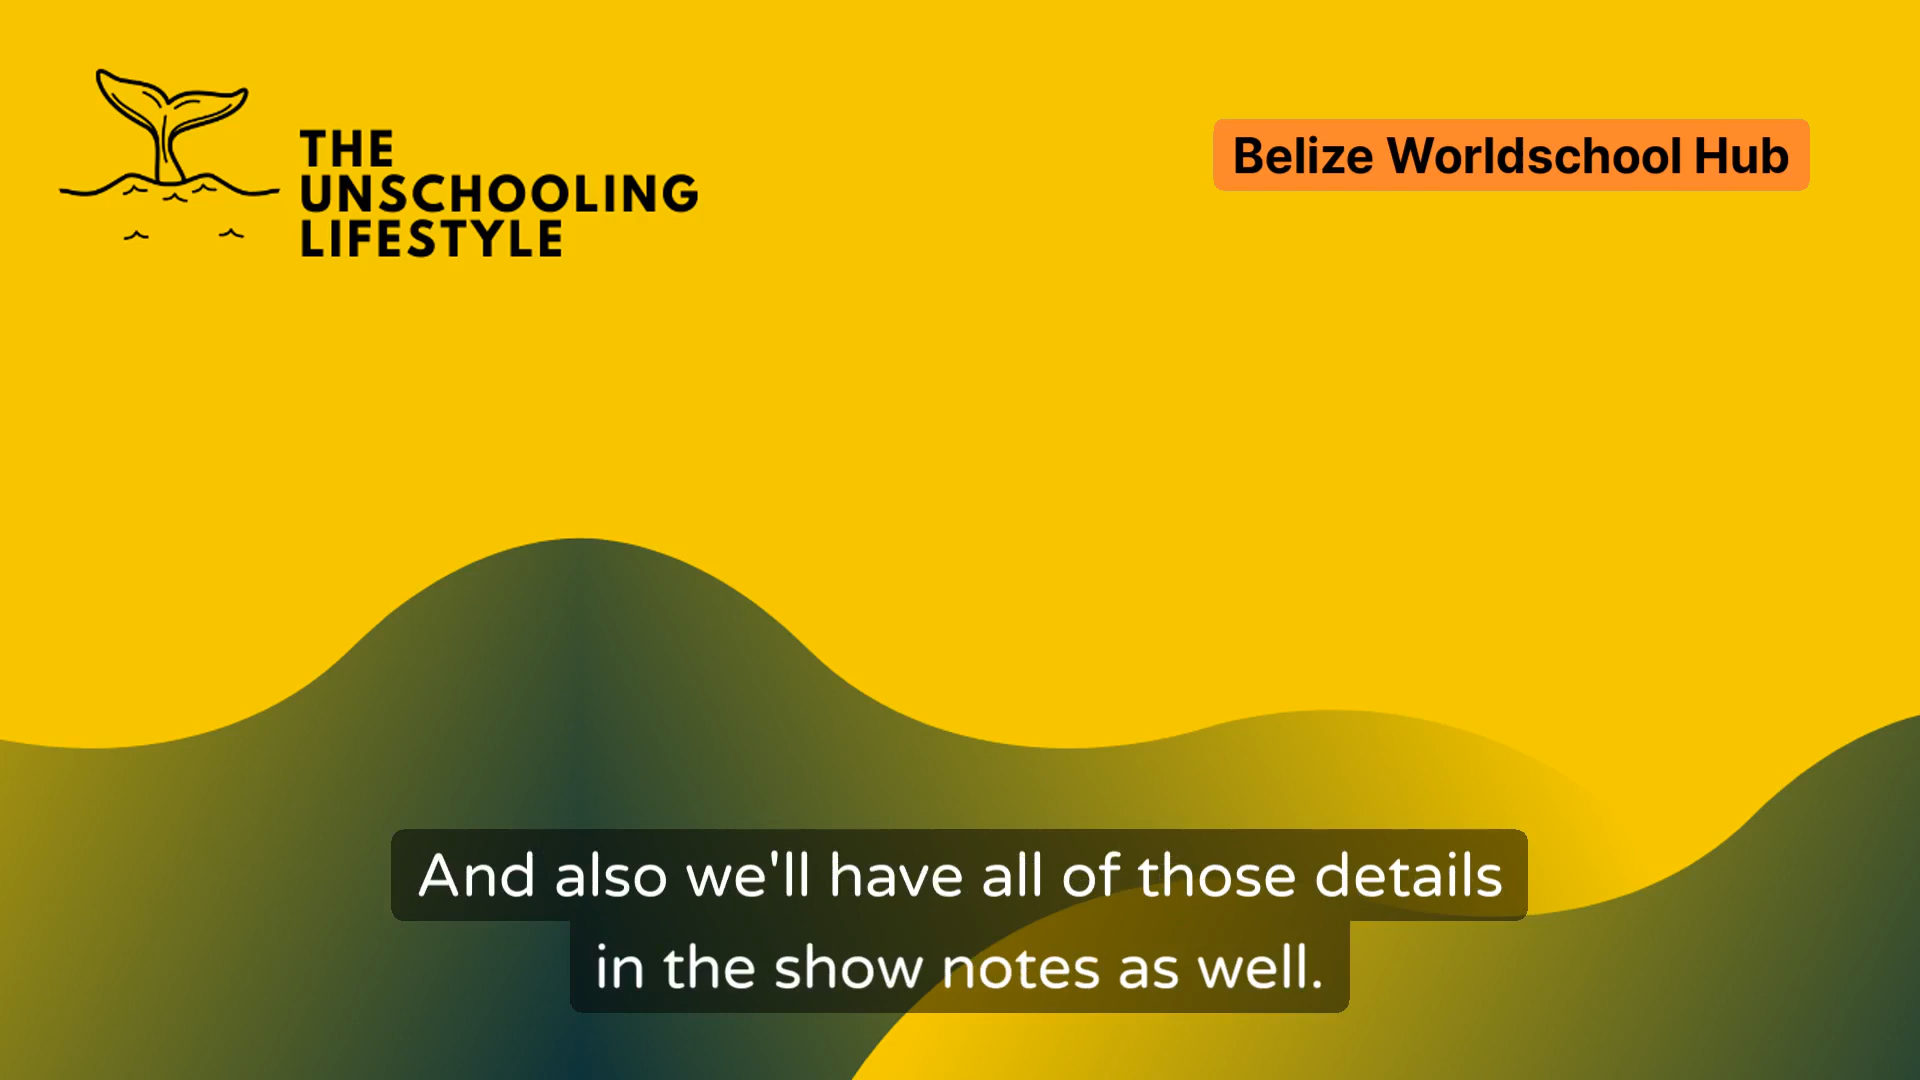 THE
UNSCHOOLING
LIFESTYLE
Belize Worldschool Hub
And also we'll have all of those details
in the show notes as well.